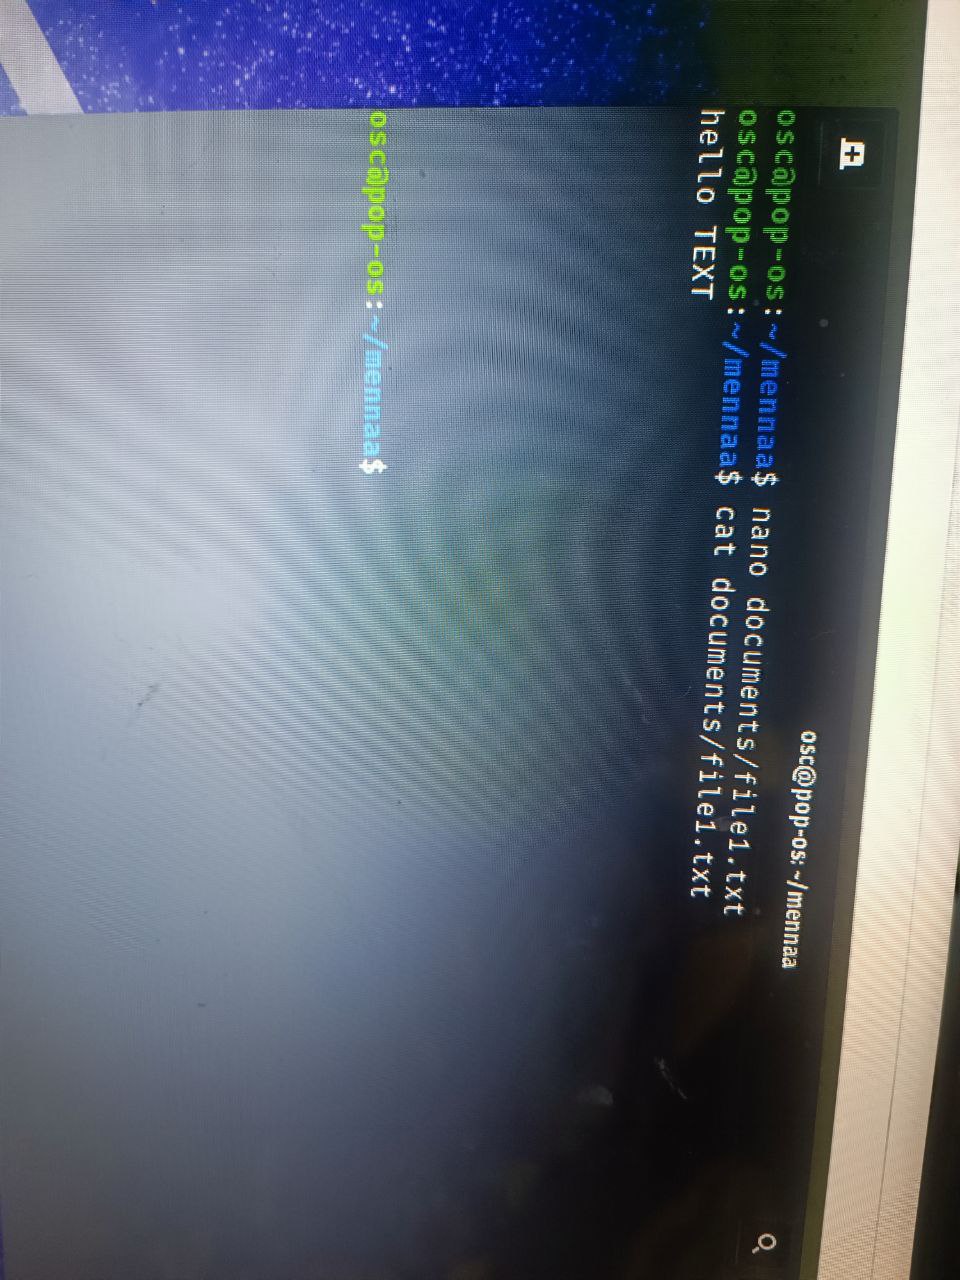 osc@pop-os: ~/mennaa
osc@pop-os:~/mennaa$ nano documents/file1.txt
osc@pop-os:~/mennaa$ cat documents/file1.txt
hello TEXT
osc@pop-os:~/mennaa$